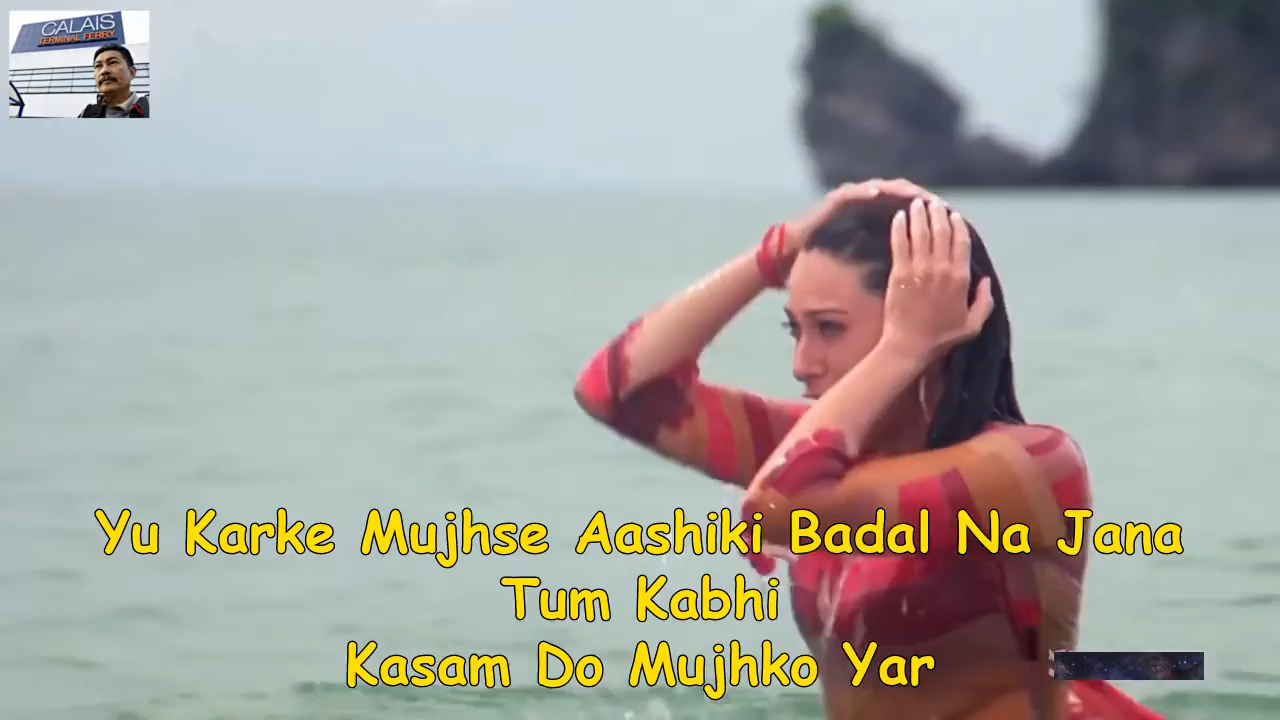 CALAIS
TERMINAL FERRY
Yu Karke Mujhse Aashiki Badal Na Jana
Tum Kabhi
Kasam Do Mujhko Yar